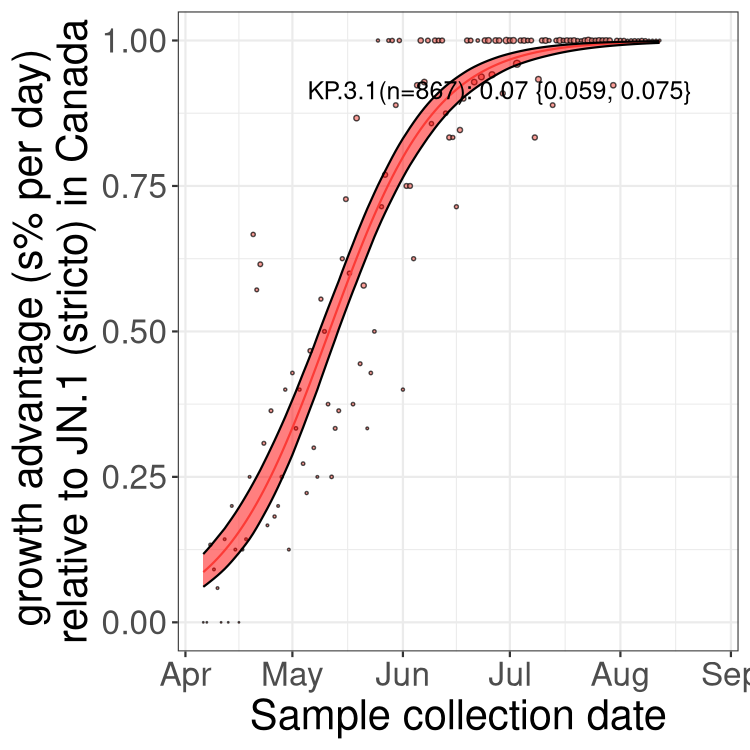 growth advantage (s% per day)
relative to JN.1 (stricto) in Canada
1.00
0.75
0.50
0.25
0.00
KP.3.1(n=867): 0.07 {0.059, 0.075}
Apr May Jun Jul Aug Sep
Sample collection date